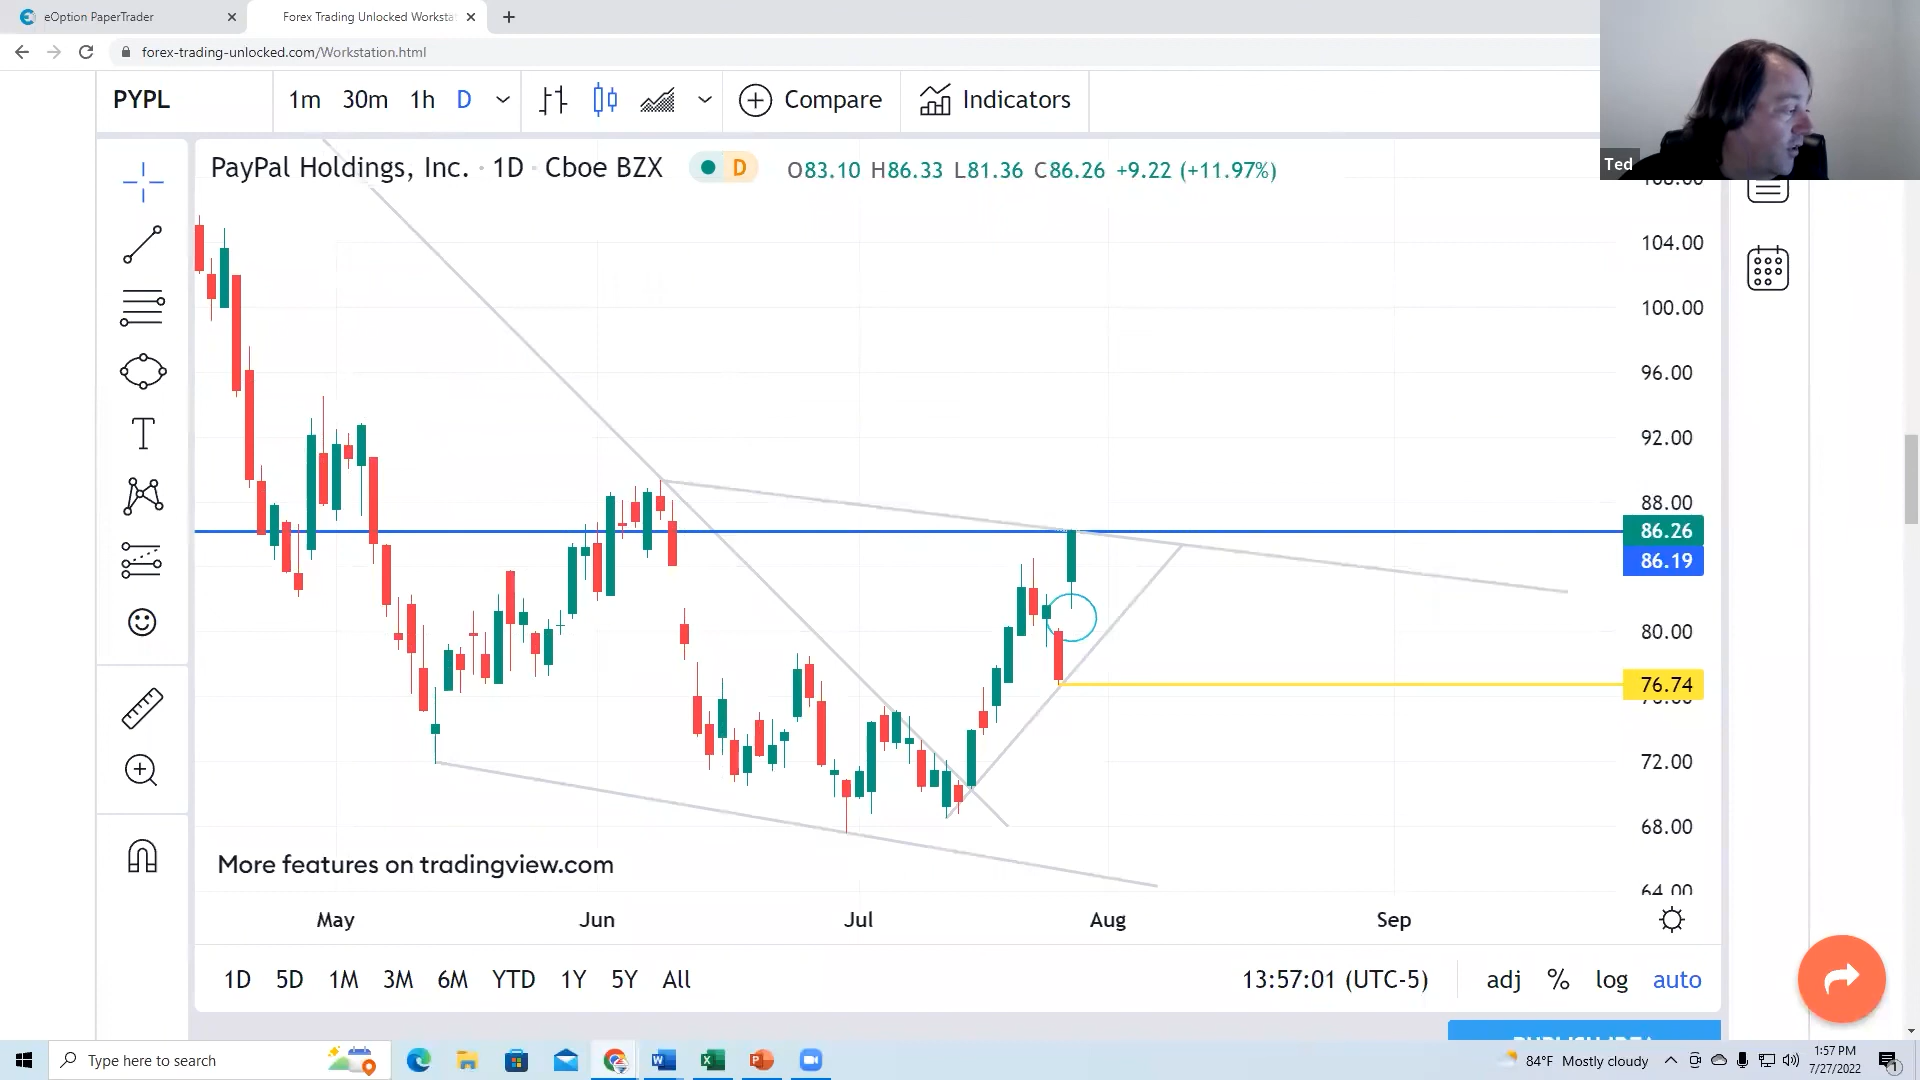 eOption PaperTrader
Forex Trading Unlocked Worksta
forex-trading-unlocked.com/Workstation.html
PYPL 1m 30m 1h D Compare Indicators
PayPal Holdings, Inc. · 1D · Cboe BZX D O83.10 H86.33 L81.36 C86.26 +9.22 (+11.97%)
Ted
104.00
100.00
96.00
92.00
88.00
86.26
86.19
80.00
76.74
72.00
68.00
64.00
More features on tradingview.com
May Jun Jul Aug Sep
1D 5D 1M 3M 6M YTD 1Y 5Y All 13:57:01 (UTC-5) adj % log auto
PUBLISH IDEA
Type here to search
84°F Mostly cloudy
1:57 PM
7/27/2022
1